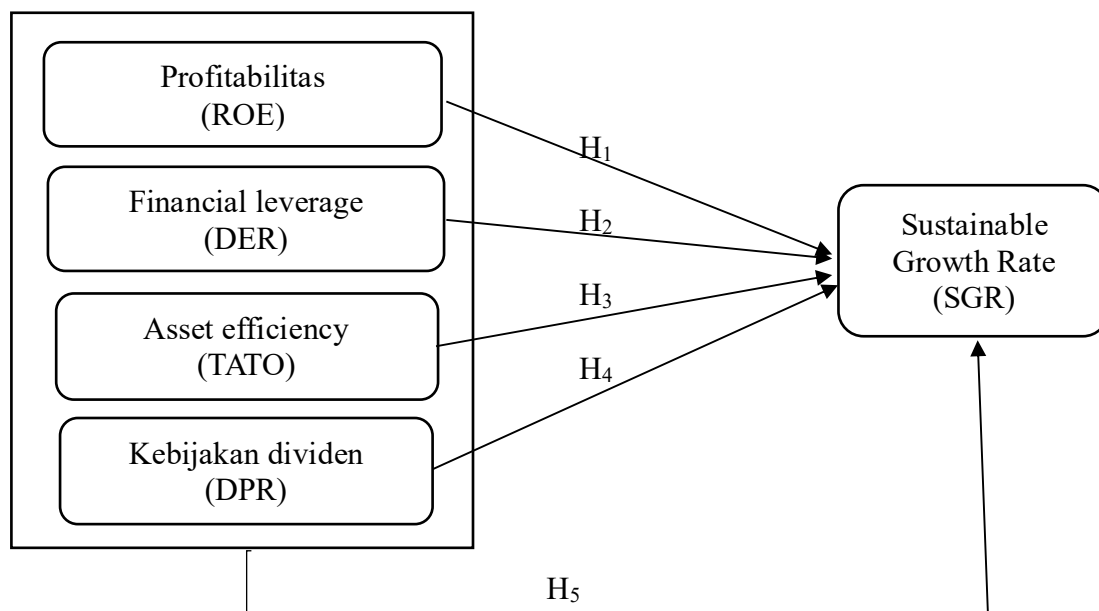 Profitabilitas
(ROE)
Financial leverage
(DER)
Asset efficiency
(TATO)
Kebijakan dividen
(DPR)
H₁
H₂
H₃
H₄
Sustainable
Growth Rate
(SGR)
H₅